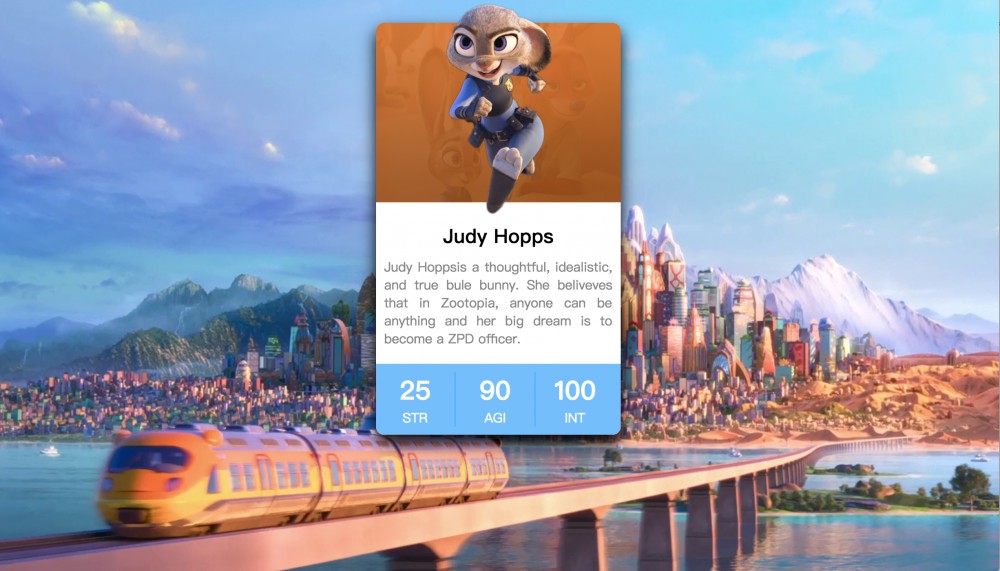 Judy Hopps
Judy Hoppsis a thoughtful, idealistic,
and true bule bunny. She beliveves
that in Zootopia, anyone can be
anything and her big dream is to
become a ZPD officer.
25 90 100
STR AGI INT